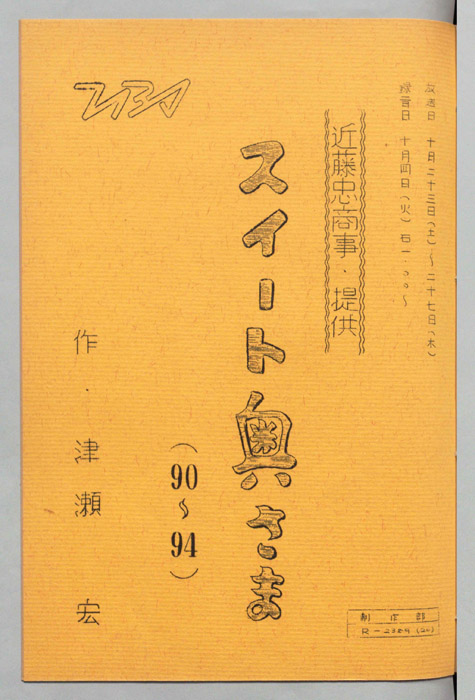 放送日 十月二十三日(土)〜二十七日(木)
録音日 十月四日(火) 后一・〇〇〜
近藤忠商事・提供
スイート奥さま
(90〜94)
作・津瀬 宏
制作部